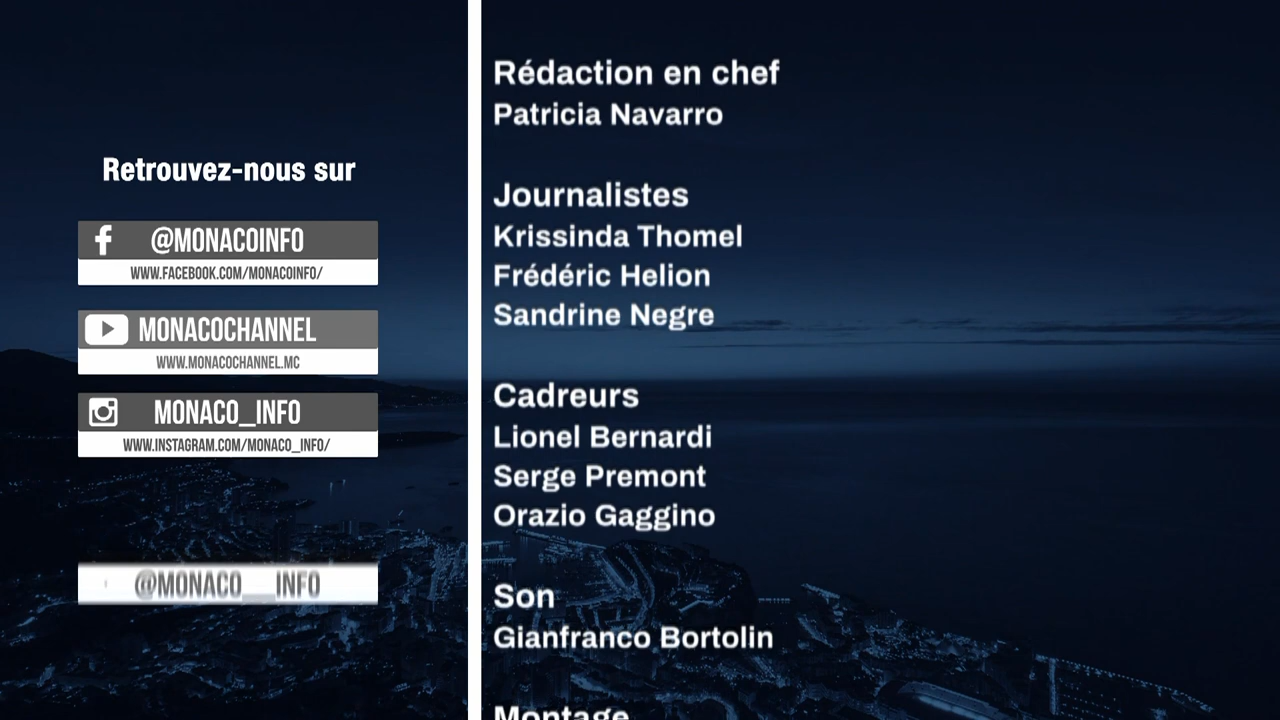 Retrouvez-nous sur
@MONACOINFO
WWW.FACEBOOK.COM/MONACOINFO/
MONACOCHANNEL
WWW.MONACOCHANNEL.MC
MONACO_INFO
WWW.INSTAGRAM.COM/MONACO_INFO/
@MONACO__INFO
Rédaction en chef
Patricia Navarro
Journalistes
Krissinda Thomel
Frédéric Helion
Sandrine Negre
Cadreurs
Lionel Bernardi
Serge Premont
Orazio Gaggino
Son
Gianfranco Bortolin
Montage